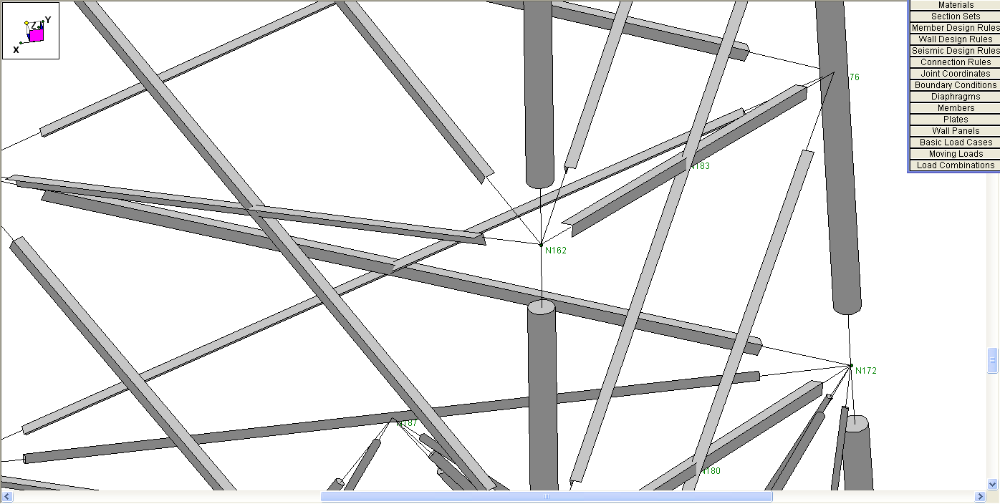 Y
Z
X
Materials
Section Sets
Member Design Rules
Wall Design Rules
Seismic Design Rules
Connection Rules
Joint Coordinates
Boundary Conditions
Diaphragms
Members
Plates
Wall Panels
Basic Load Cases
Moving Loads
Load Combinations
76
N183
N162
N172
N187
N180